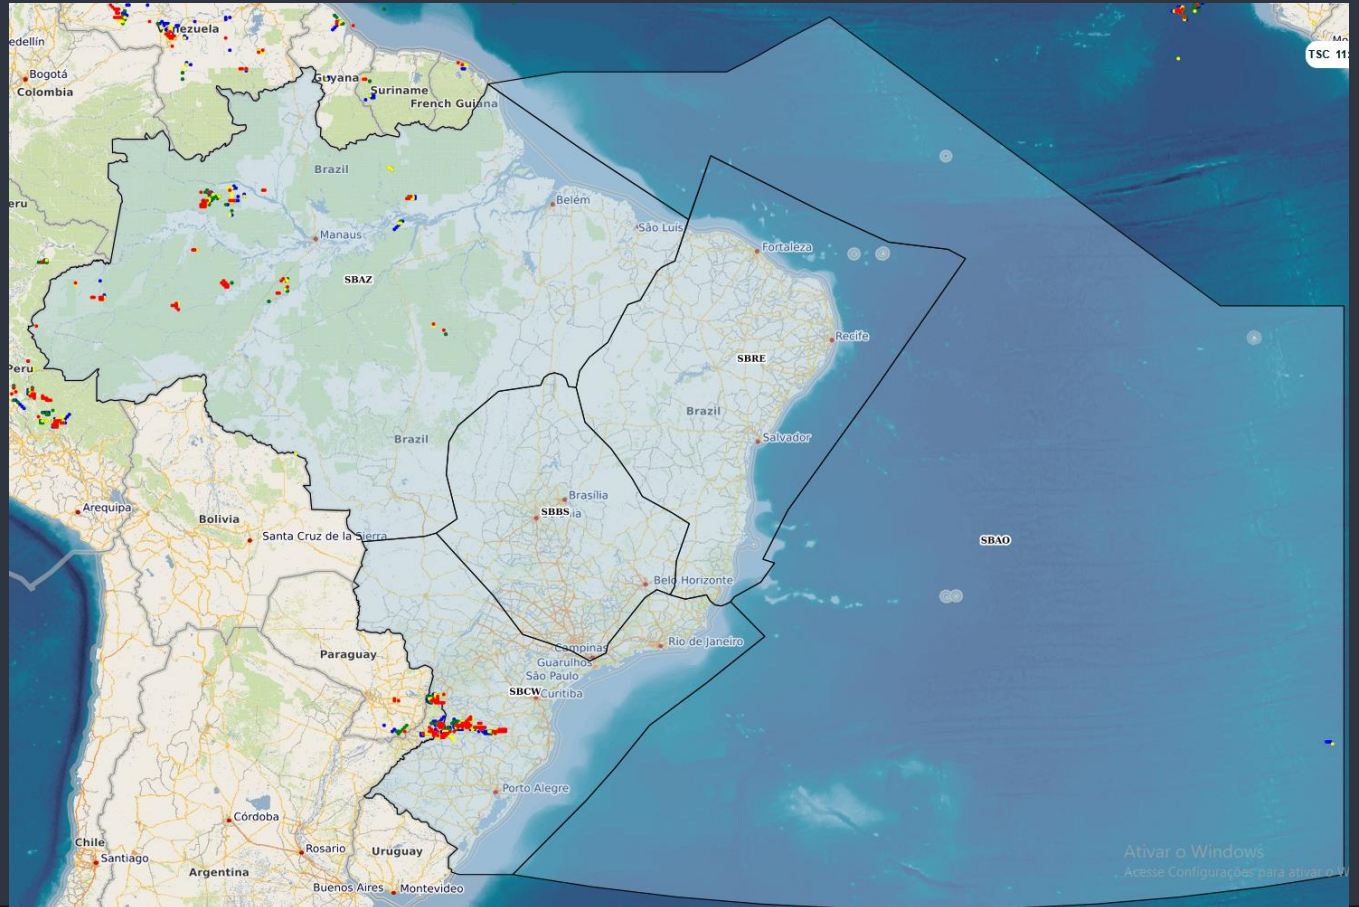 nezuela
edellín
TSC 11:
Bogotá
Guyana
Colombia
Suriname
French Guiana
Brazil
Belém
eru
São Luís
Manaus
Fortaleza
SBAZ
Recife
SBRE
Peru
Brazil
Brazil
Salvador
Brasília
Arequipa
SBBS
Bolivia
Santa Cruz de la Sierra
SBAO
Belo Horizonte
Rio de Janeiro
Campinas
Paraguay
Guarulhos
São Paulo
SBCW
Curitiba
Porto Alegre
Córdoba
Chile
Rosario
Uruguay
Ativar o Windows
Santiago
Argentina
Acesse Configurações para ativar o W
Buenos Aires
Montevideo